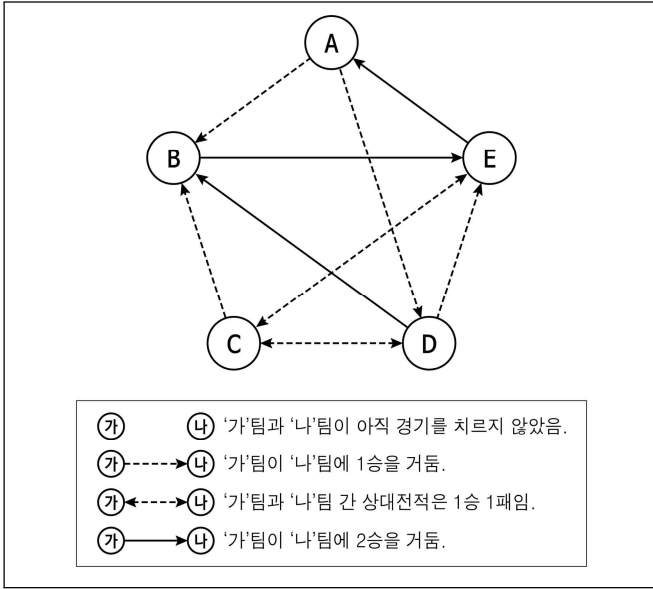 A
B
E
C
D
가 나 '가'팀과 '나'팀이 아직 경기를 치르지 않았음.
가 나 '가'팀이 '나'팀에 1승을 거둠.
가 나 '가'팀과 '나'팀 간 상대전적은 1승 1패임.
가 나 '가'팀이 '나'팀에 2승을 거둠.